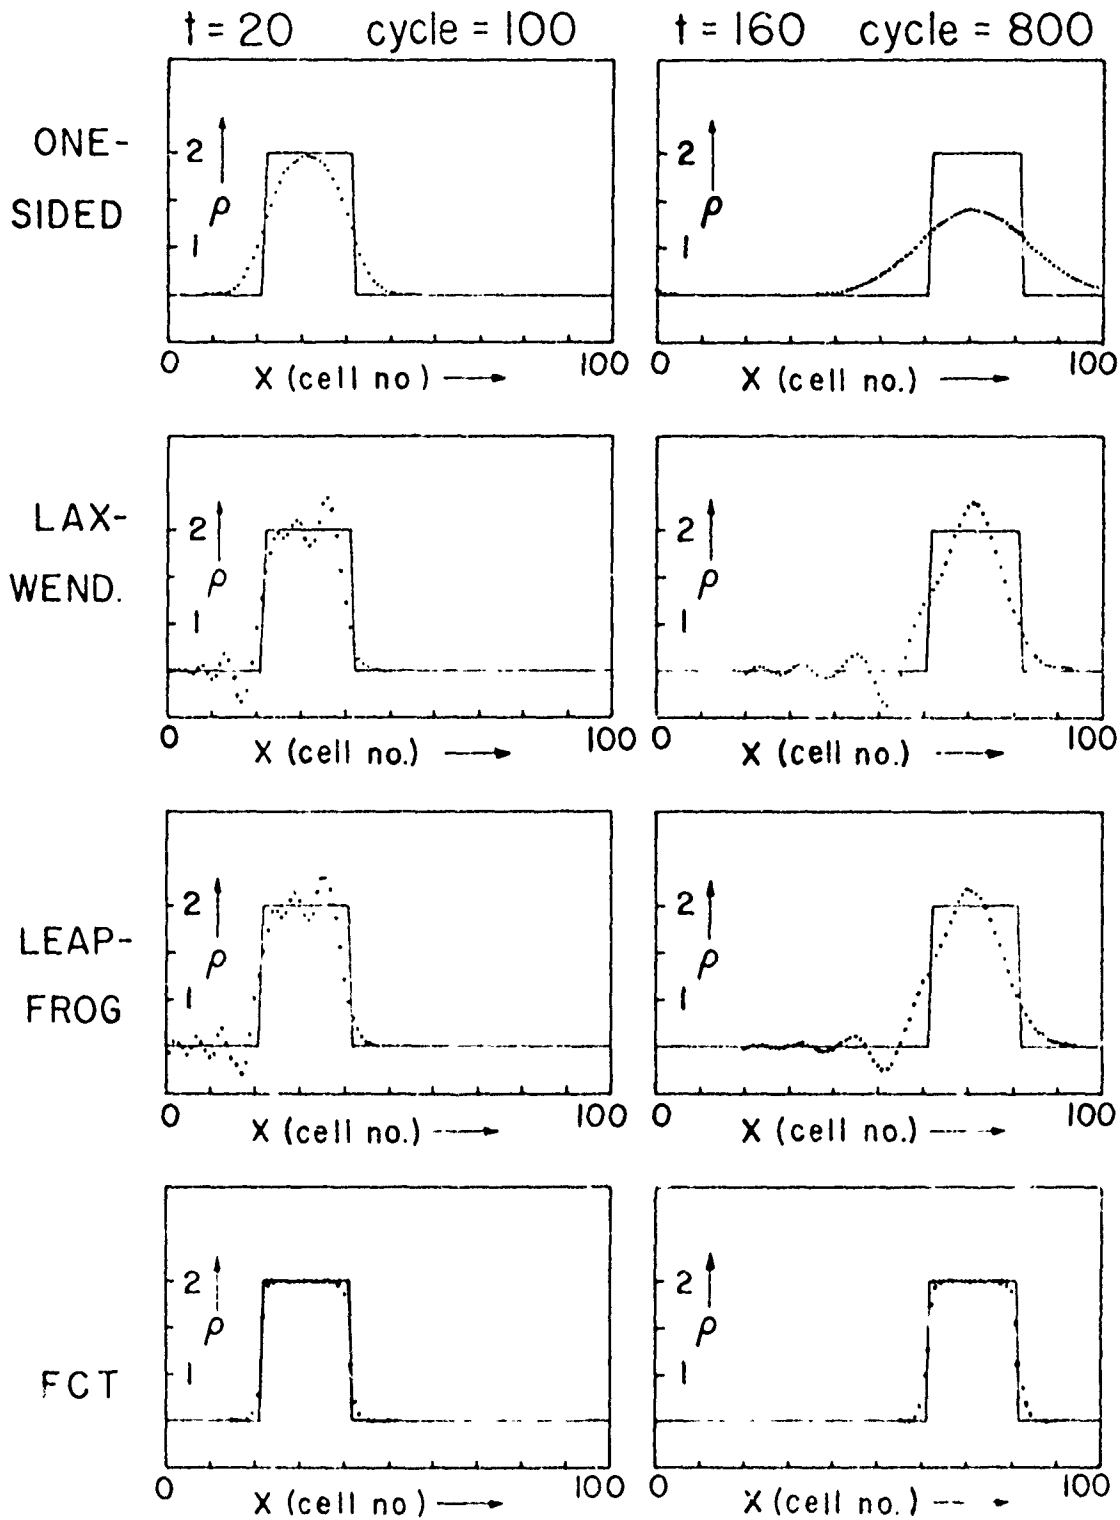 t = 20 cycle = 100
t = 160 cycle = 800
ONE-
SIDED
2
ρ
1
0 100
X (cell no) →
2
ρ
1
0 100
X (cell no.) →
LAX-
WEND.
2
ρ
1
0 100
X (cell no.) →
2
ρ
1
0 100
X (cell no.) →
LEAP-
FROG
2
ρ
1
0 100
X (cell no.) →
2
ρ
1
0 100
X (cell no.) →
FCT
2
ρ
1
0 100
X (cell no) →
2
ρ
1
0 100
X (cell no.) →